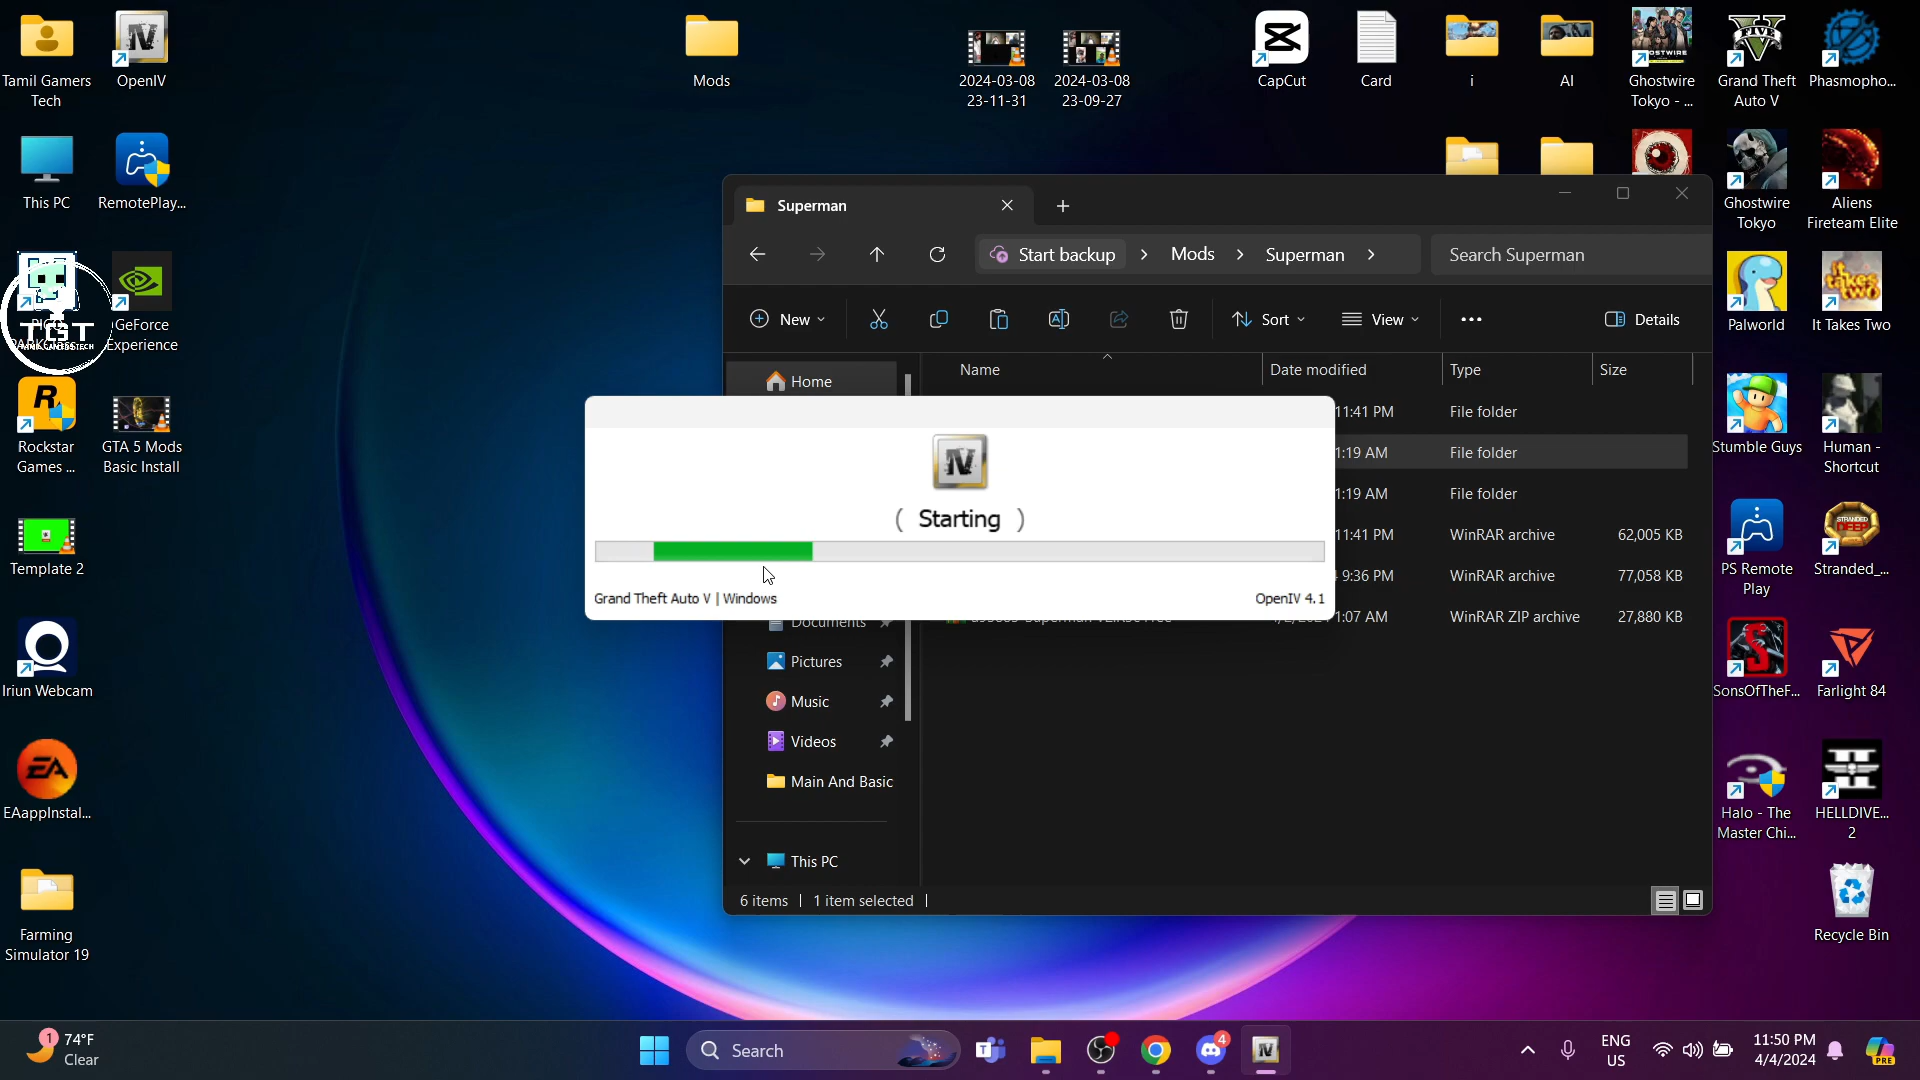 Tamil Gamers
Tech
OpenIV
Mods
2024-03-08
23-11-31
2024-03-08
23-09-27
CapCut
Card
i
AI
Ghostwire
Tokyo - ...
Grand Theft
Auto V
Phasmopho...
This PC
RemotePlay...
Ghostwire
Tokyo
Aliens
Fireteam Elite
TGT
GeForce
Experience
Palworld
It Takes Two
Rockstar
Games ...
GTA 5 Mods
Basic Install
Stumble Guys
Human -
Shortcut
Template 2
PS Remote
Play
Stranded_...
Iriun Webcam
SonsOfTheF...
Farlight 84
EAappInstal...
Halo - The
Master Chi...
HELLDIVE...
2
Farming
Simulator 19
Recycle Bin
Superman
Start backup
Mods
Superman
Search Superman
New
Sort
View
Details
Name
Date modified
Type
Size
Home
11:41 PM
File folder
1:19 AM
File folder
1:19 AM
File folder
11:41 PM
WinRAR archive
62,005 KB
9:36 PM
WinRAR archive
77,058 KB
1:07 AM
WinRAR ZIP archive
27,880 KB
Documents
Pictures
Music
Videos
Main And Basic
This PC
6 items
1 item selected
IV
( Starting )
Grand Theft Auto V | Windows
OpenIV 4.1
1
74°F
Clear
Search
4
ENG
US
11:50 PM
4/4/2024
PRE